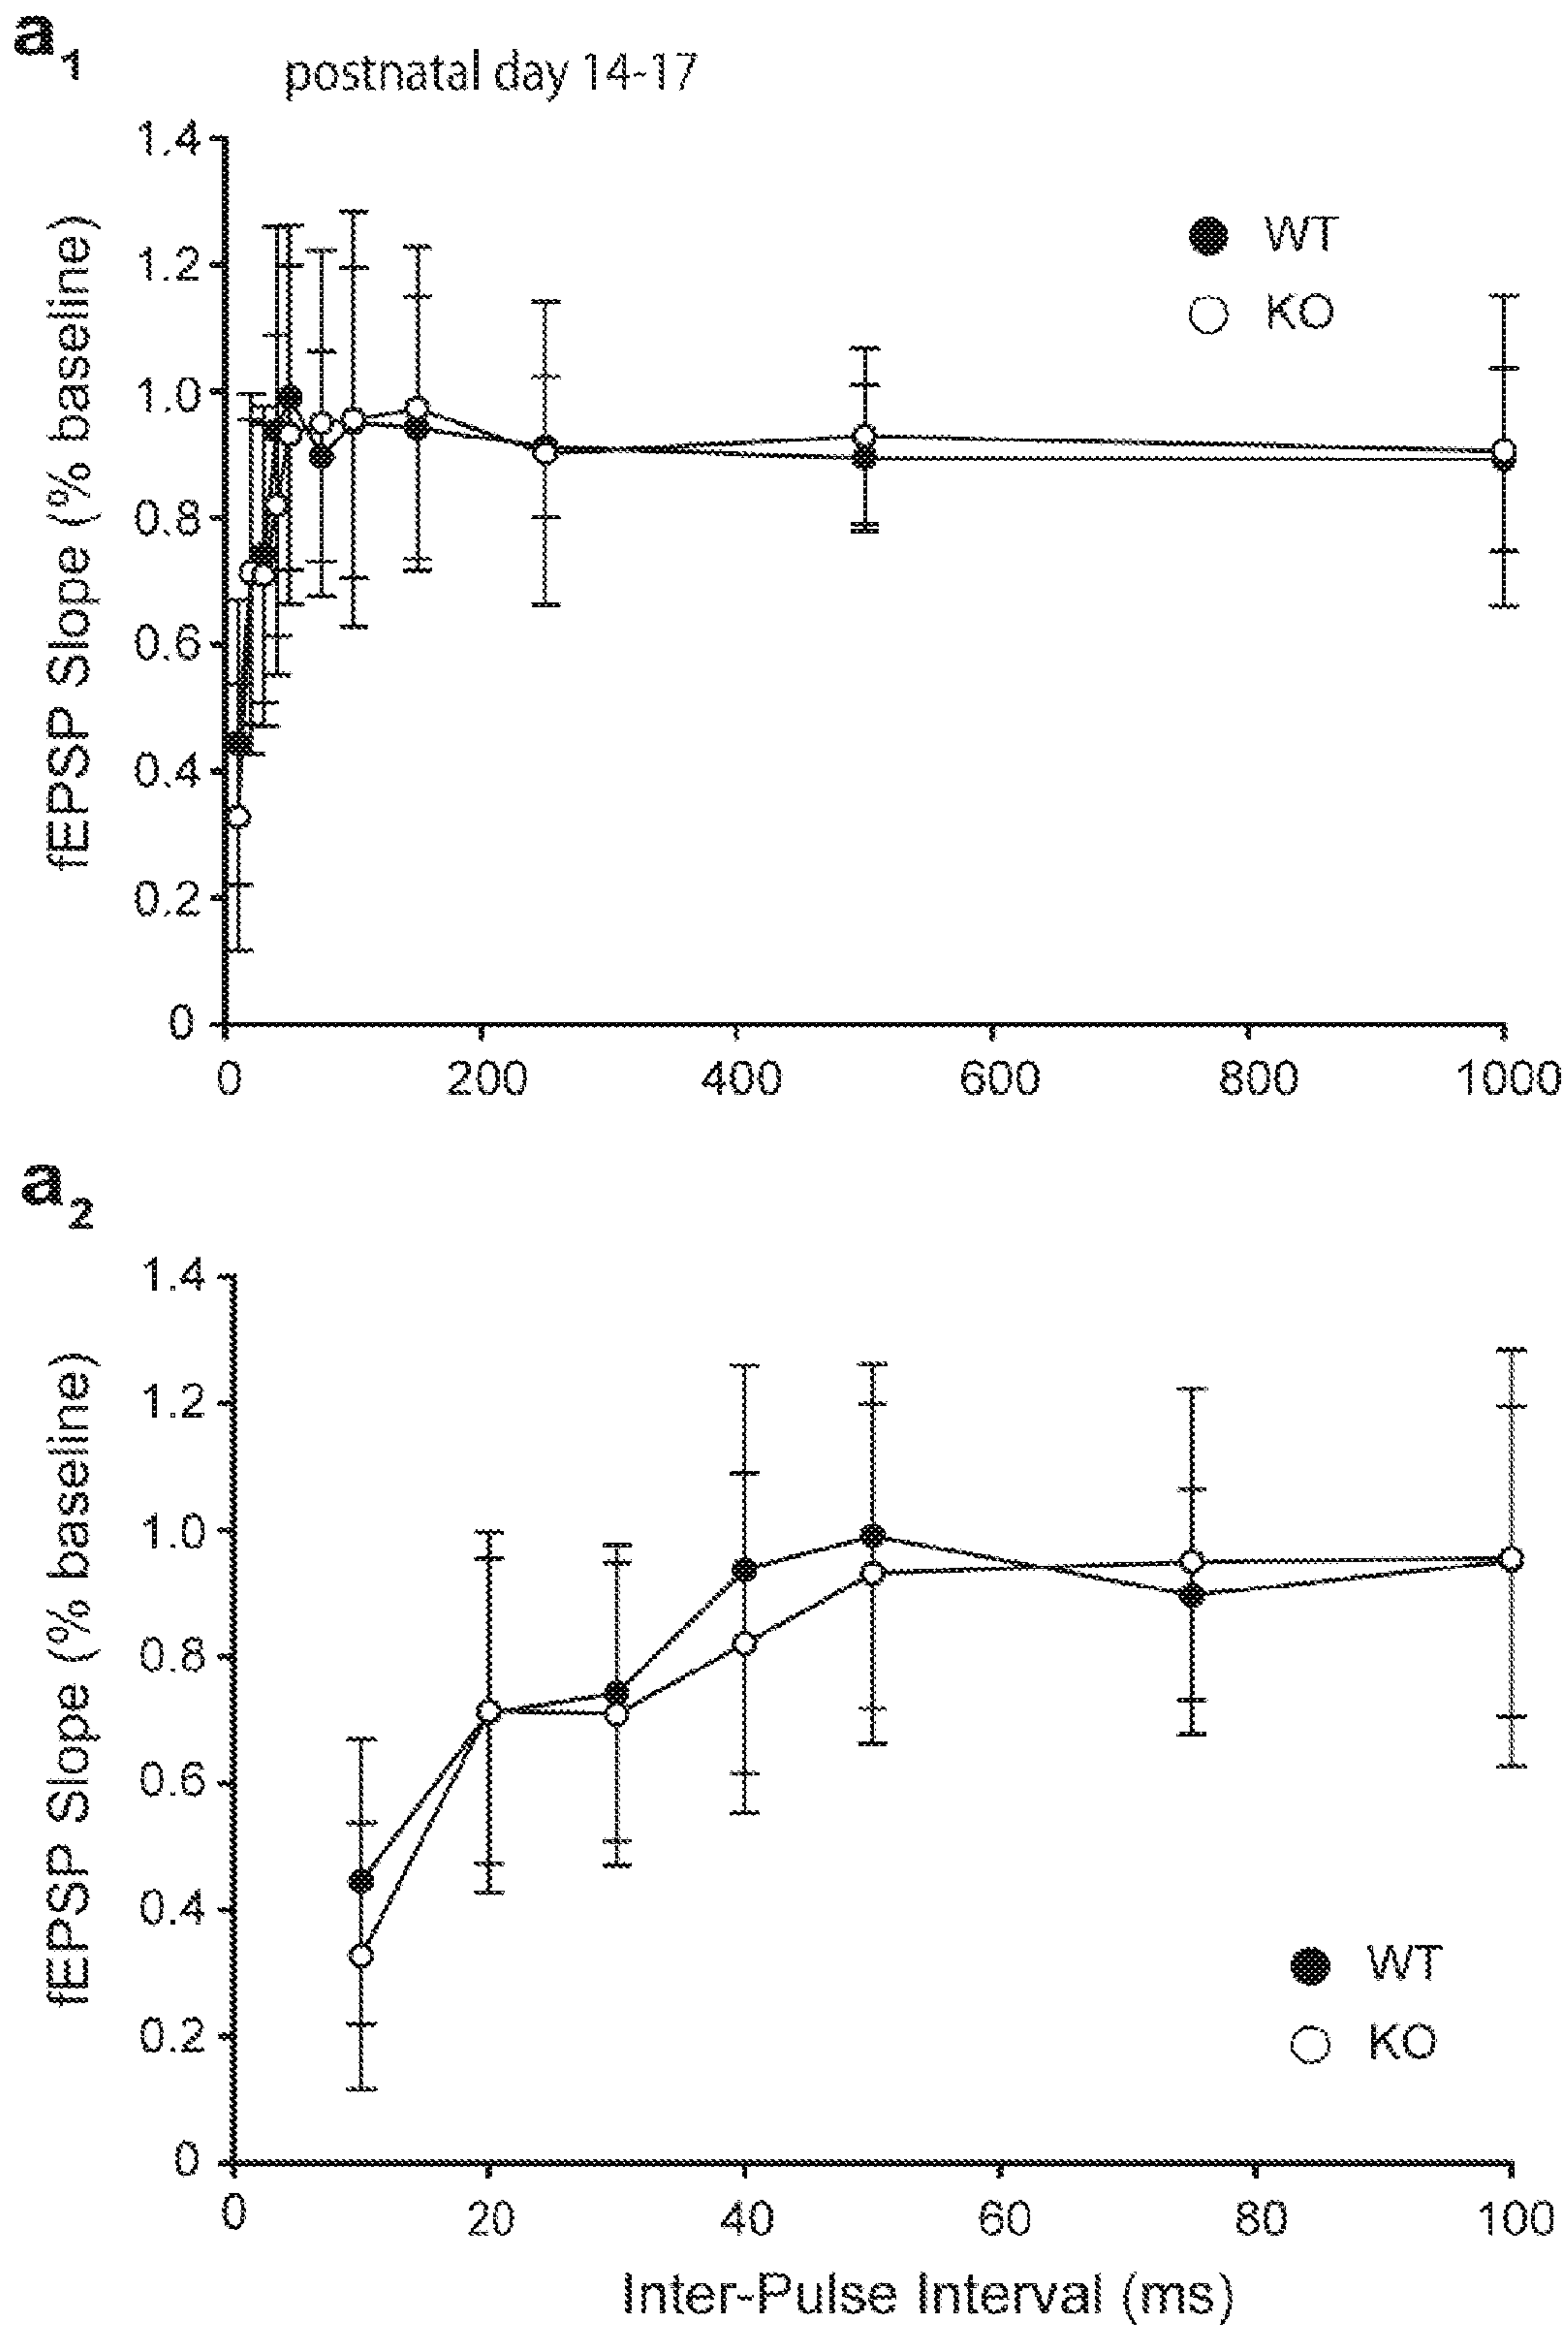 a1
postnatal day 14-17
1.4
1.2
1.0
0.8
0.6
0.4
0.2
0
fEPSP Slope (% baseline)
WT
KO
0 200 400 600 800 1000
a2
1.4
1.2
1.0
0.8
0.6
0.4
0.2
0
fEPSP Slope (% baseline)
WT
KO
0 20 40 60 80 100
Inter-Pulse Interval (ms)